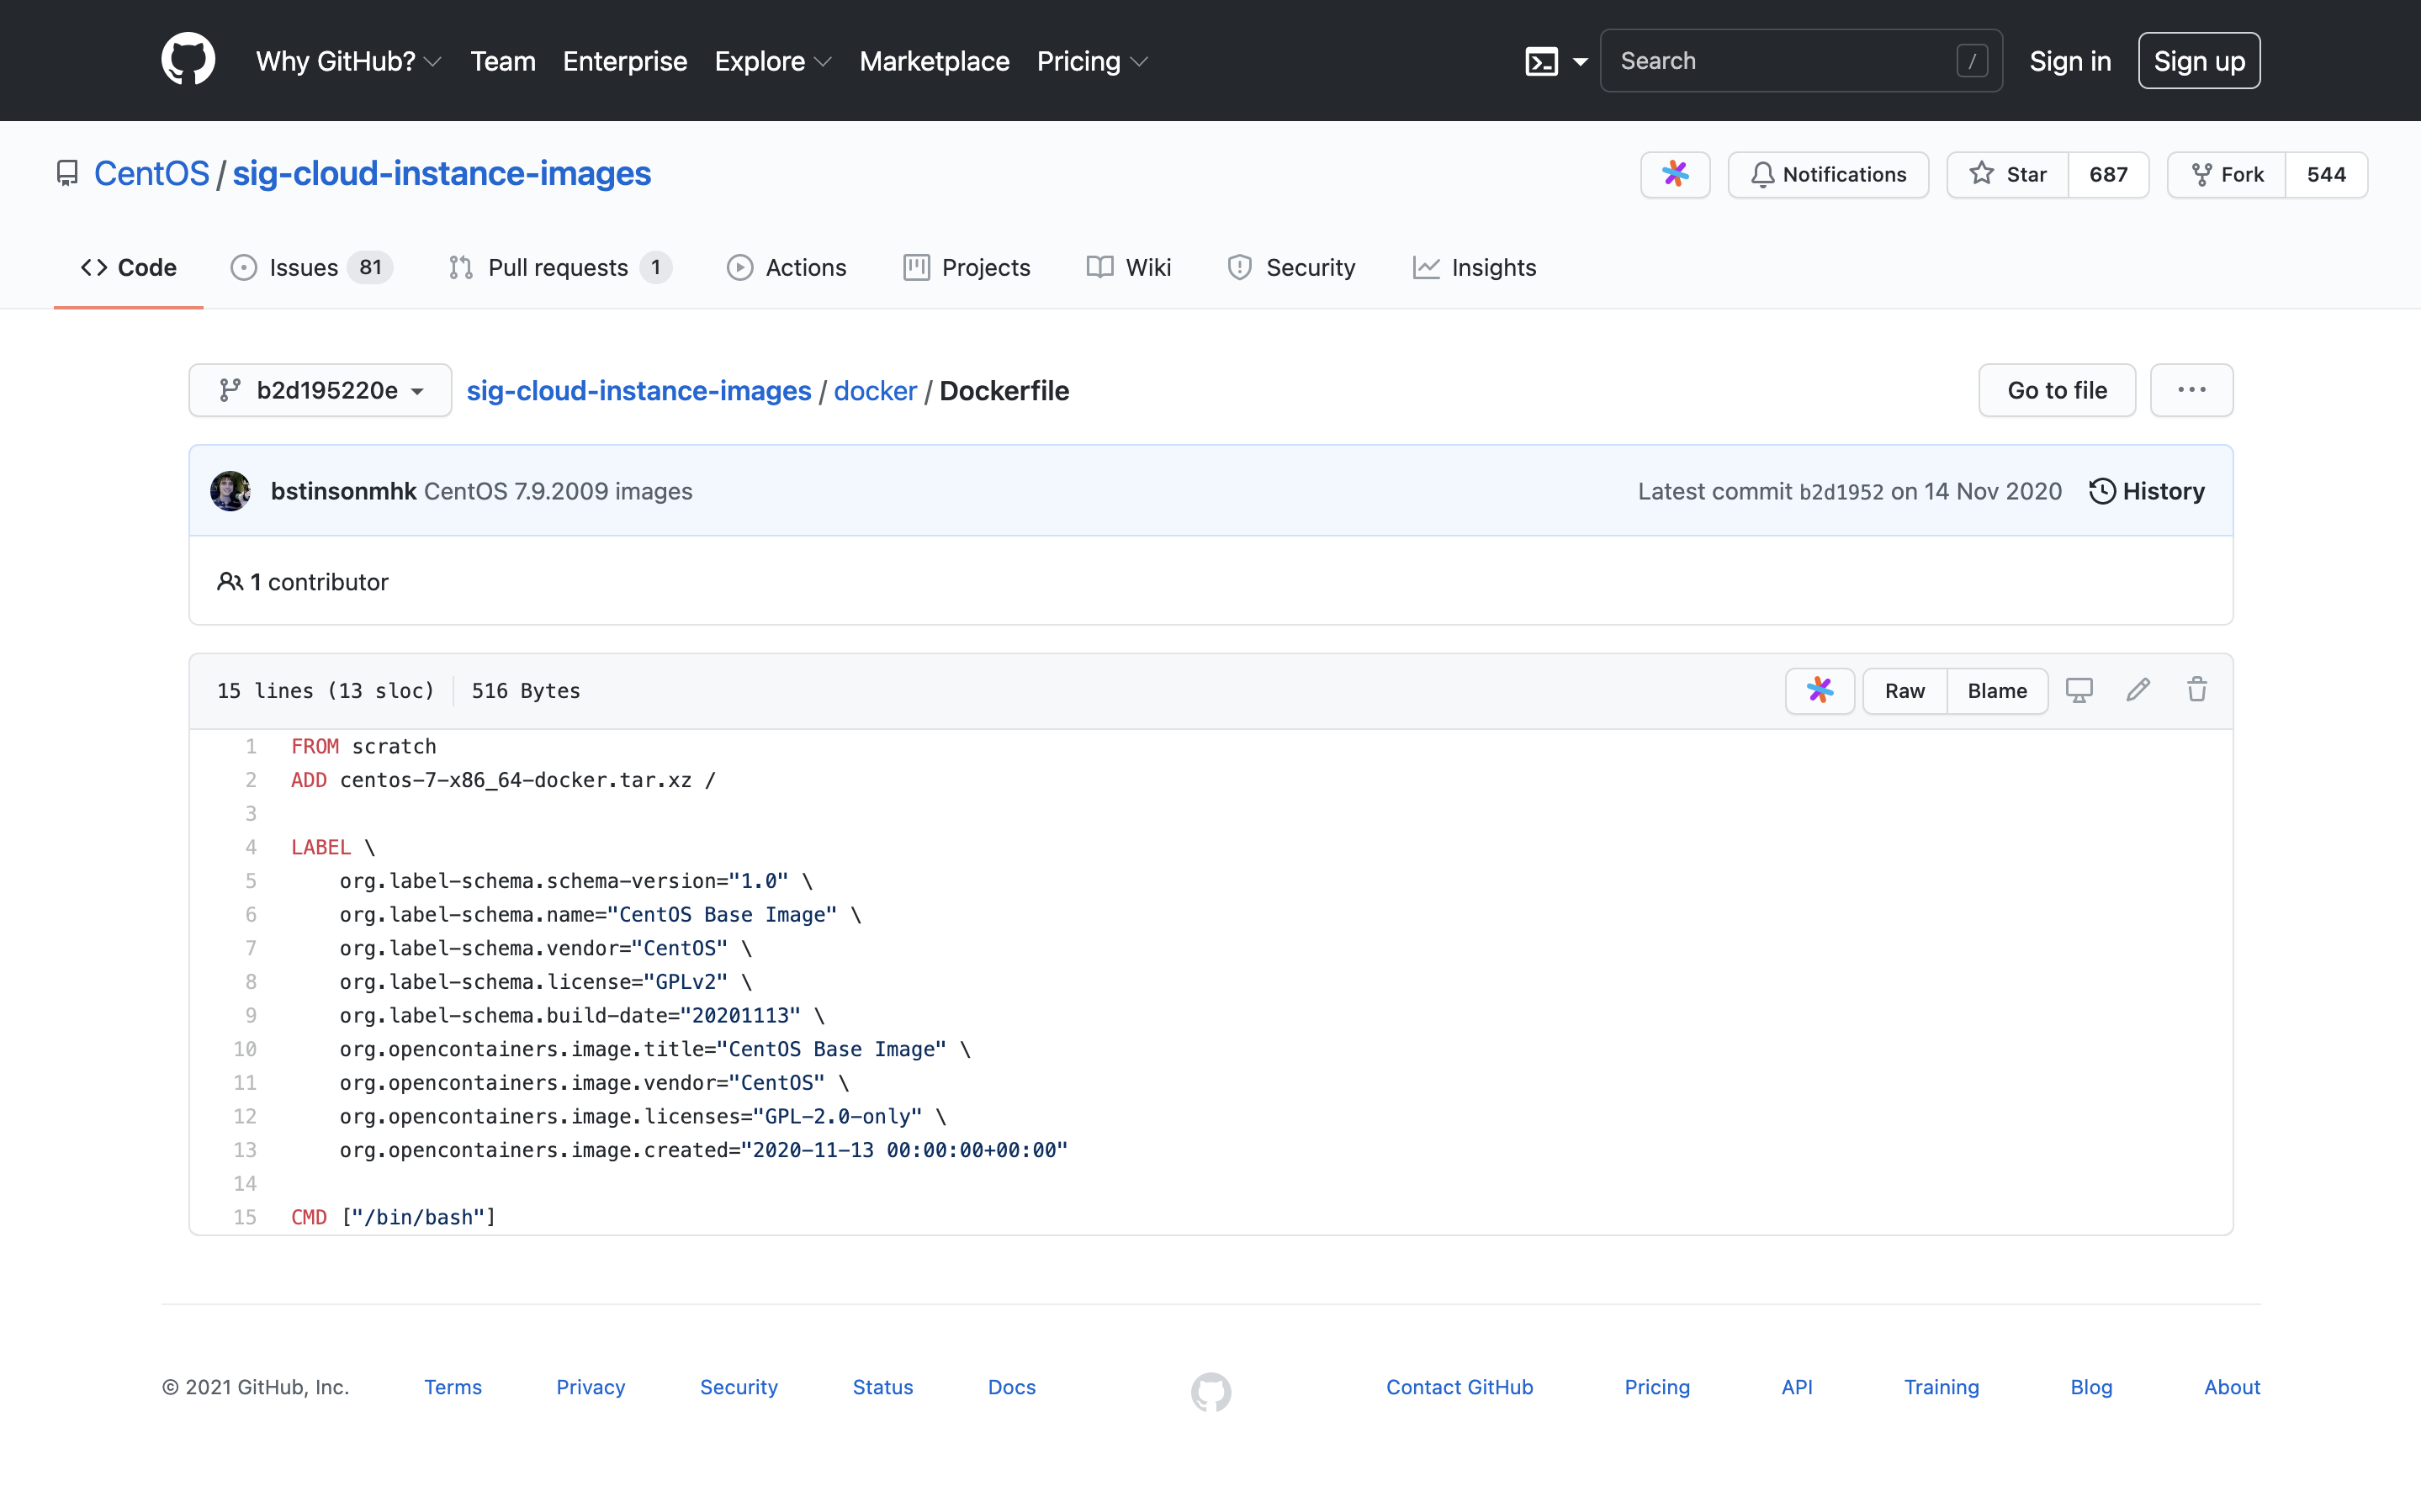 Why GitHub? Team Enterprise Explore Marketplace Pricing Search / Sign in Sign up
CentOS / sig-cloud-instance-images Notifications Star 687 Fork 544
Code Issues 81 Pull requests 1 Actions Projects Wiki Security Insights
b2d195220e sig-cloud-instance-images / docker / Dockerfile Go to file ...
bstinsonmhk CentOS 7.9.2009 images Latest commit b2d1952 on 14 Nov 2020 History
1 contributor
15 lines (13 sloc) 516 Bytes Raw Blame
1 FROM scratch
2 ADD centos-7-x86_64-docker.tar.xz /
3
4 LABEL \
5 org.label-schema.schema-version="1.0" \
6 org.label-schema.name="CentOS Base Image" \
7 org.label-schema.vendor="CentOS" \
8 org.label-schema.license="GPLv2" \
9 org.label-schema.build-date="20201113" \
10 org.opencontainers.image.title="CentOS Base Image" \
11 org.opencontainers.image.vendor="CentOS" \
12 org.opencontainers.image.licenses="GPL-2.0-only" \
13 org.opencontainers.image.created="2020-11-13 00:00:00+00:00"
14
15 CMD ["/bin/bash"]
© 2021 GitHub, Inc. Terms Privacy Security Status Docs Contact GitHub Pricing API Training Blog About